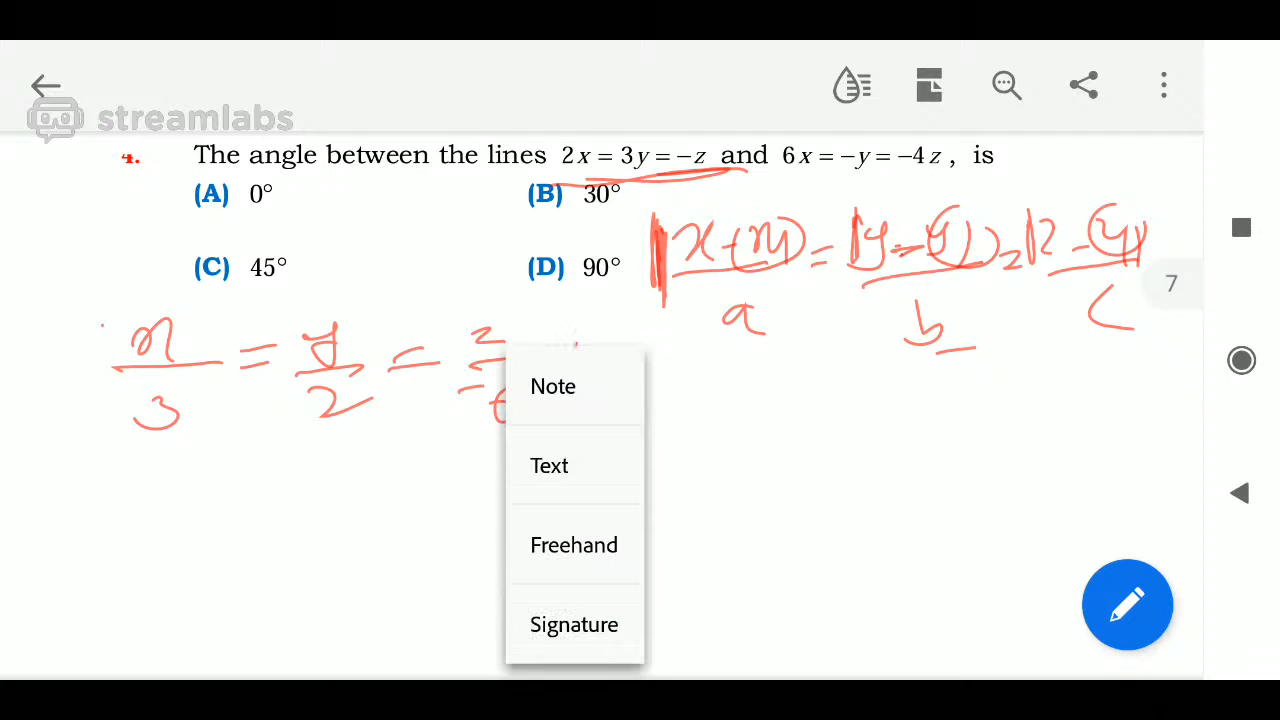 streamlabs
4. The angle between the lines 2x = 3y = −z and 6x = −y = −4z, is
(A) 0° (B) 30°
(C) 45° (D) 90°
7
x/3 = y/2 = z/-6
a b c
Note
Text
Freehand
Signature